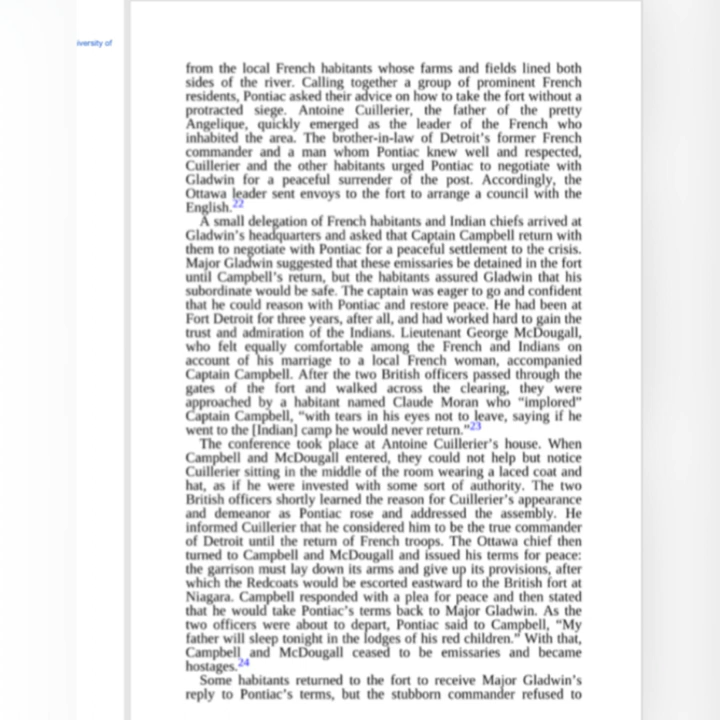 iversity of
from the local French habitants whose farms and fields lined both
sides of the river. Calling together a group of prominent French
residents, Pontiac asked their advice on how to take the fort without a
protracted siege. Antoine Cuillerier, the father of the pretty
Angelique, quickly emerged as the leader of the French who
inhabited the area. The brother-in-law of Detroit's former French
commander and a man whom Pontiac knew well and respected,
Cuillerier and the other habitants urged Pontiac to negotiate with
Gladwin for a peaceful surrender of the post. Accordingly, the
Ottawa leader sent envoys to the fort to arrange a council with the
English.22
A small delegation of French habitants and Indian chiefs arrived at
Gladwin's headquarters and asked that Captain Campbell return with
them to negotiate with Pontiac for a peaceful settlement to the crisis.
Major Gladwin suggested that these emissaries be detained in the fort
until Campbell's return, but the habitants assured Gladwin that his
subordinate would be safe. The captain was eager to go and confident
that he could reason with Pontiac and restore peace. He had been at
Fort Detroit for three years, after all, and had worked hard to gain the
trust and admiration of the Indians. Lieutenant George McDougall,
who felt equally comfortable among the French and Indians on
account of his marriage to a local French woman, accompanied
Captain Campbell. After the two British officers passed through the
gates of the fort and walked across the clearing, they were
approached by a habitant named Claude Moran who "implored"
Captain Campbell, "with tears in his eyes not to leave, saying if he
went to the [Indian] camp he would never return."23
The conference took place at Antoine Cuillerier's house. When
Campbell and McDougall entered, they could not help but notice
Cuillerier sitting in the middle of the room wearing a laced coat and
hat, as if he were invested with some sort of authority. The two
British officers shortly learned the reason for Cuillerier's appearance
and demeanor as Pontiac rose and addressed the assembly. He
informed Cuillerier that he considered him to be the true commander
of Detroit until the return of French troops. The Ottawa chief then
turned to Campbell and McDougall and issued his terms for peace:
the garrison must lay down its arms and give up its provisions, after
which the Redcoats would be escorted eastward to the British fort at
Niagara. Campbell responded with a plea for peace and then stated
that he would take Pontiac's terms back to Major Gladwin. As the
two officers were about to depart, Pontiac said to Campbell, "My
father will sleep tonight in the lodges of his red children." With that,
Campbell and McDougall ceased to be emissaries and became
hostages.24
Some habitants returned to the fort to receive Major Gladwin's
reply to Pontiac's terms, but the stubborn commander refused to